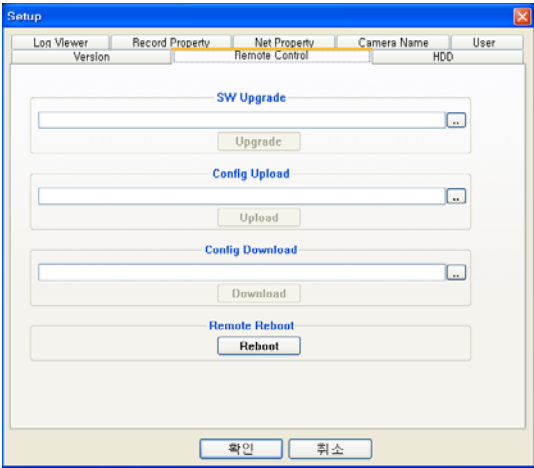 Setup
Log Viewer Record Property Net Property Camera Name User
Version Remote Control HDD
SW Upgrade
..
Upgrade
Config Upload
..
Upload
Config Download
..
Download
Remote Reboot
Reboot
확인 취소